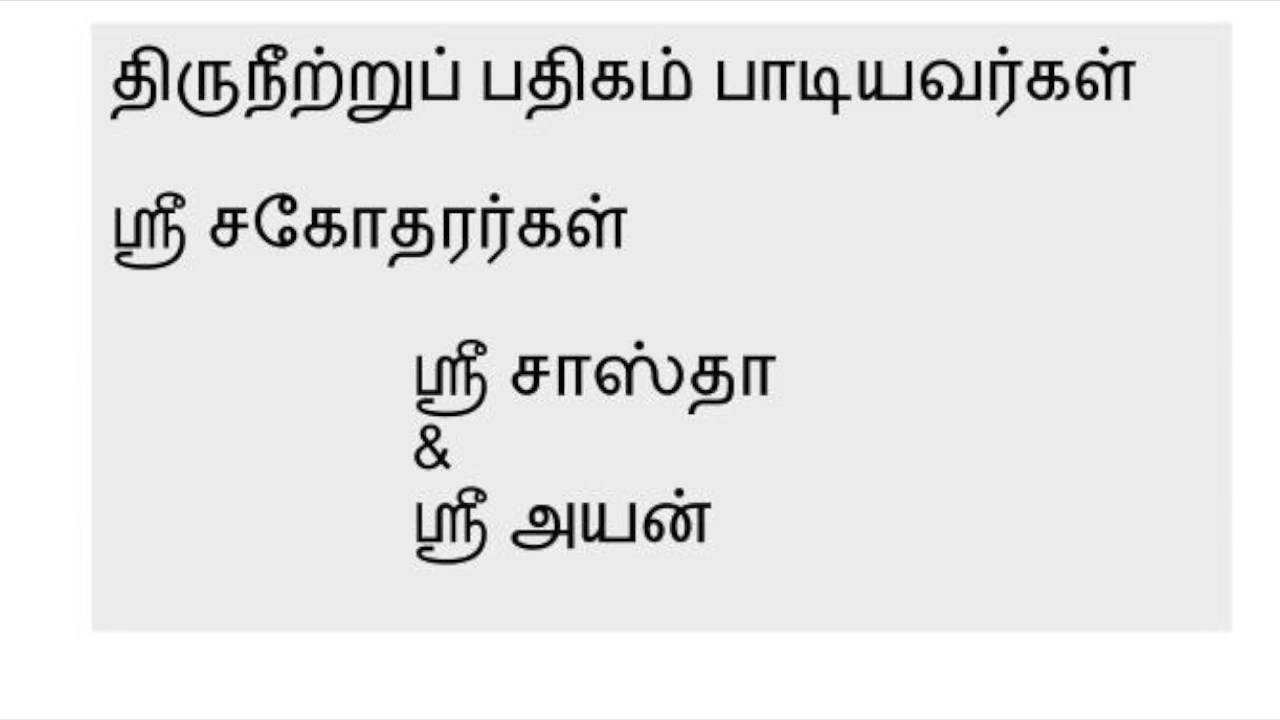 திருநீற்றுப் பதிகம் பாடியவர்கள்
ஸ்ரீ சகோதரர்கள்
ஸ்ரீ சாஸ்தா
&
ஸ்ரீ அயன்